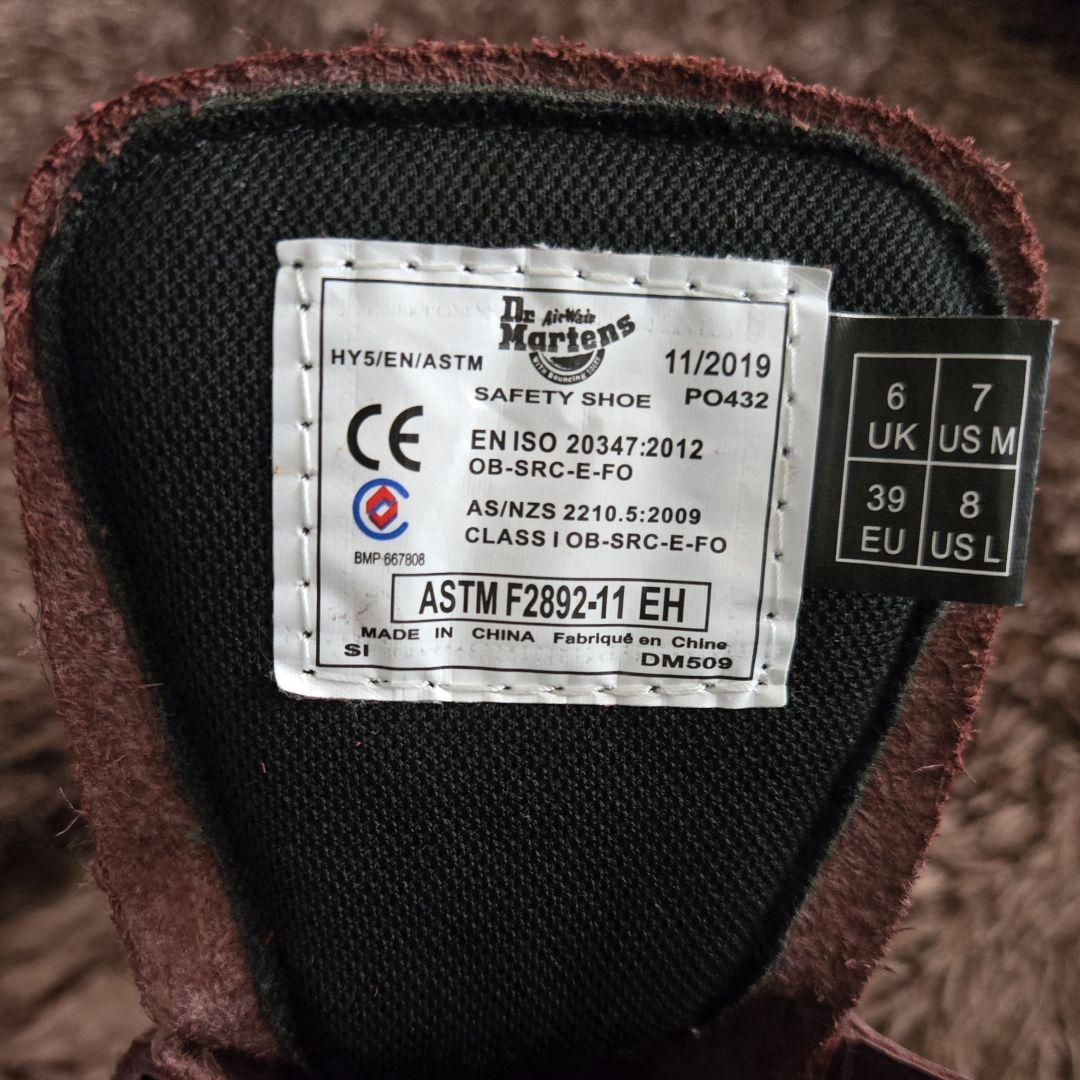 Dr. Martens
AirWair
WITH BOUNCING SOLES
HY5/EN/ASTM
11/2019
SAFETY SHOE
PO432
CE
EN ISO 20347:2012
OB-SRC-E-FO
AS/NZS 2210.5:2009
CLASS I OB-SRC-E-FO
BMP 667808
ASTM F2892-11 EH
MADE IN CHINA Fabriqué en Chine
SI
DM509
6 UK
7 US M
39 EU
8 US L